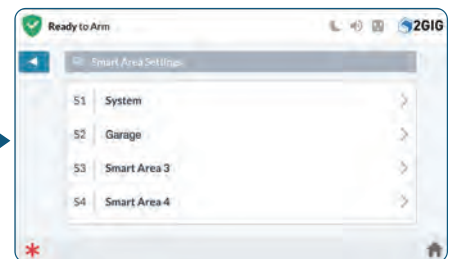 Ready to Arm
2GIG
Smart Area Settings
S1 System
S2 Garage
S3 Smart Area 3
S4 Smart Area 4